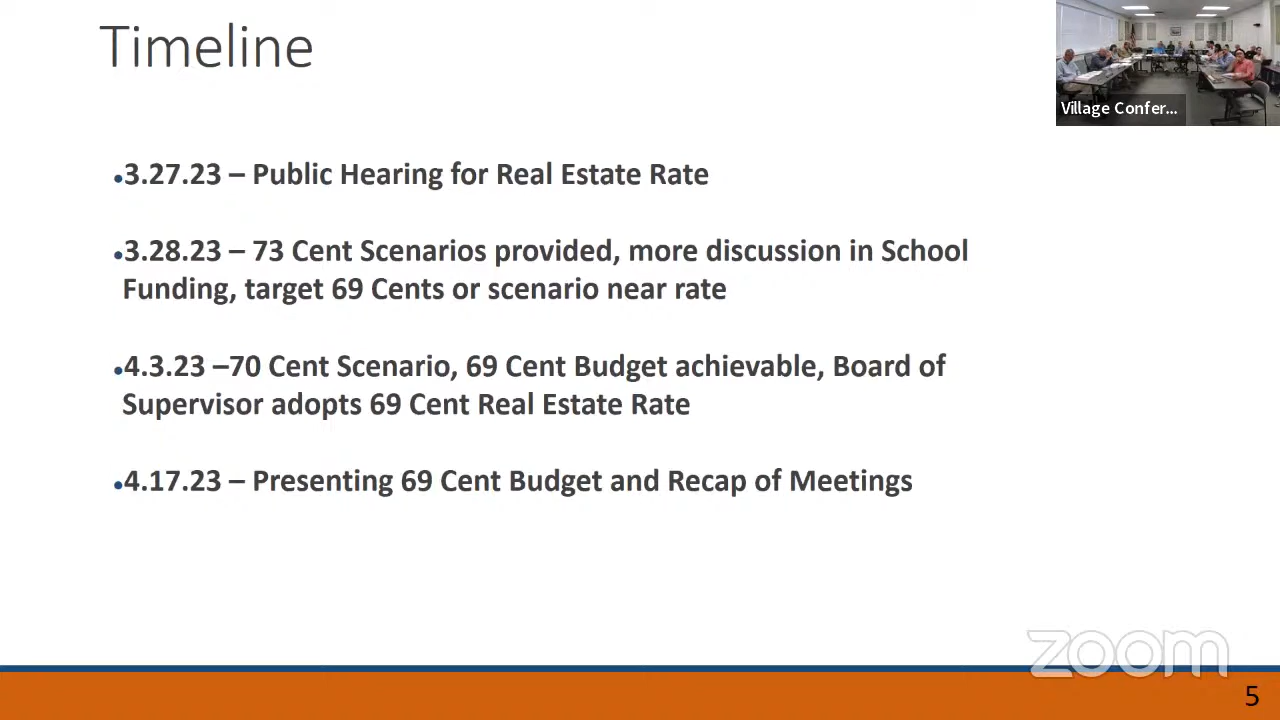 Timeline
Village Confer...
•3.27.23 – Public Hearing for Real Estate Rate
•3.28.23 – 73 Cent Scenarios provided, more discussion in School
Funding, target 69 Cents or scenario near rate
•4.3.23 –70 Cent Scenario, 69 Cent Budget achievable, Board of
Supervisor adopts 69 Cent Real Estate Rate
•4.17.23 – Presenting 69 Cent Budget and Recap of Meetings
zoom
5